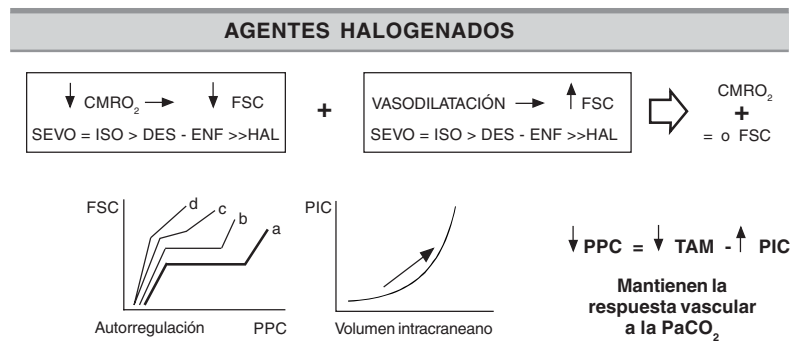 AGENTES HALOGENADOS
↓ CMRO₂ → ↓ FSC
SEVO = ISO > DES - ENF >>HAL
+
VASODILATACIÓN → ↑ FSC
SEVO = ISO > DES - ENF >>HAL
CMRO₂
+
= o FSC
FSC
d
c
b
a
Autorregulación PPC
PIC
Volumen intracraneano
↓ PPC = ↓ TAM - ↑ PIC
Mantienen la
respuesta vascular
a la PaCO₂